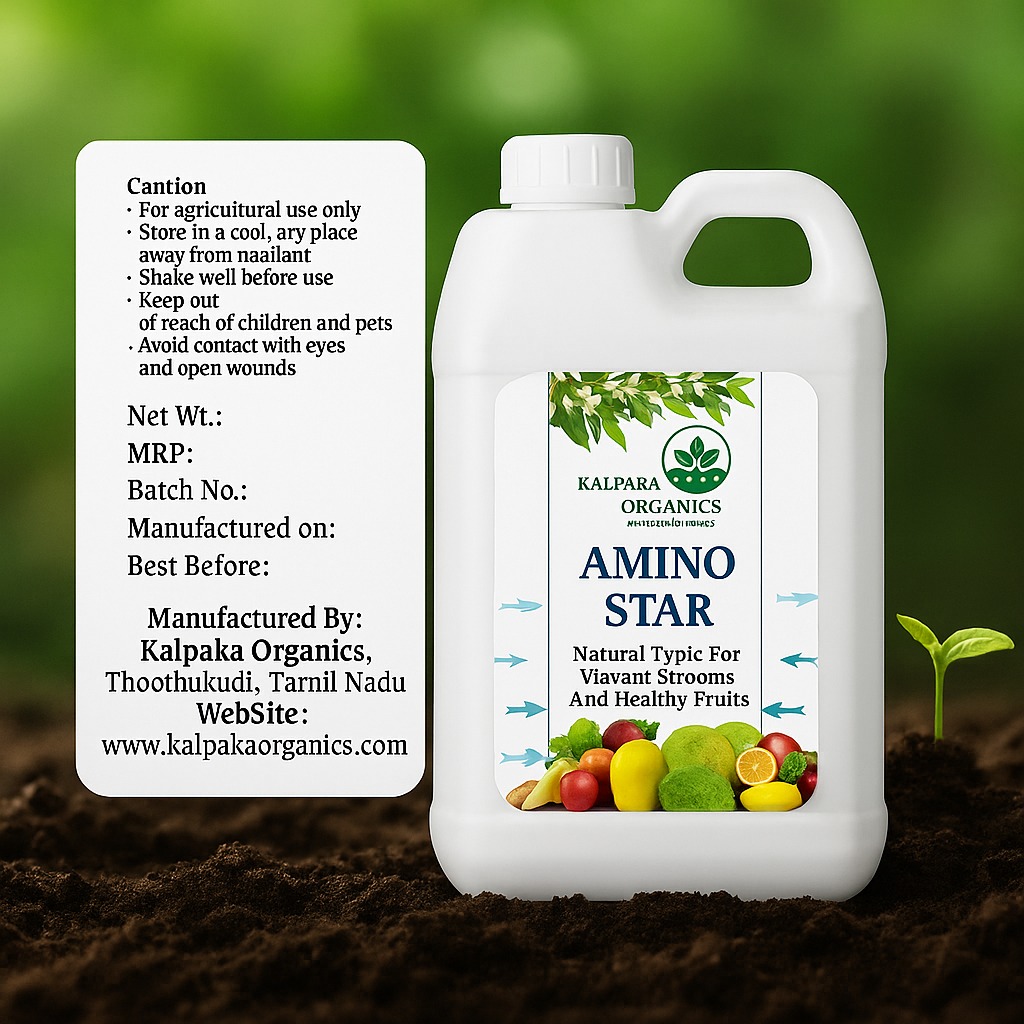 Cantion
· For agricuitural use only
· Store in a cool, ary place
away from naailant
· Shake well before use
· Keep out
of reach of children and pets
· Avoid contact with eyes
and open wounds
Net Wt.:
MRP:
Batch No.:
Manufactured on:
Best Before:
Manufactured By:
Kalpaka Organics,
Thoothukudi, Tarnil Nadu
WebSite:
www.kalpakaorganics.com
KALPARA
ORGANICS
AMINO
STAR
Natural Typic For
Viavant Strooms
And Healthy Fruits